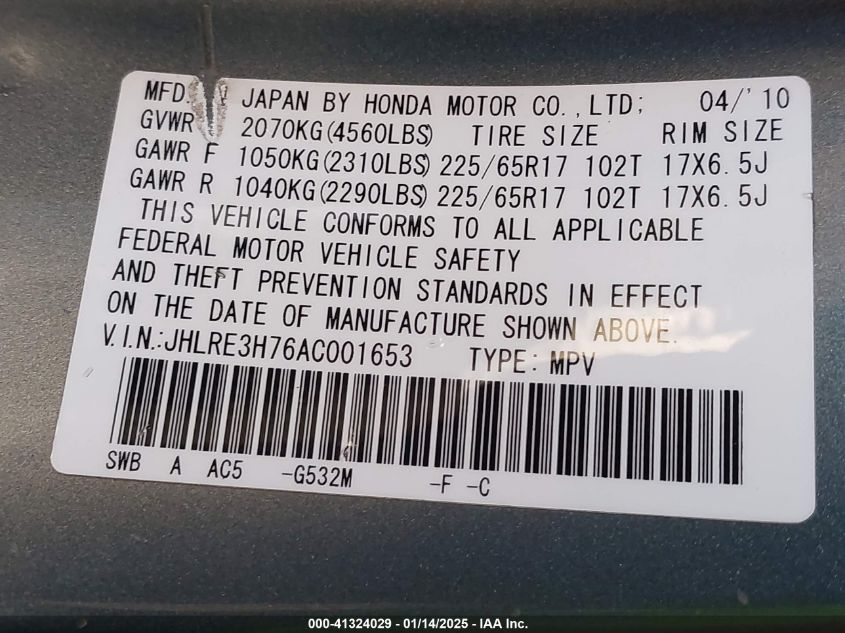 MFD. JAPAN BY HONDA MOTOR CO.,LTD; 04/'10
GVWR 2070KG(4560LBS) TIRE SIZE RIM SIZE
GAWR F 1050KG(2310LBS) 225/65R17 102T 17X6.5J
GAWR R 1040KG(2290LBS) 225/65R17 102T 17X6.5J
THIS VEHICLE CONFORMS TO ALL APPLICABLE
FEDERAL MOTOR VEHICLE SAFETY
AND THEFT PREVENTION STANDARDS IN EFFECT
ON THE DATE OF MANUFACTURE SHOWN ABOVE.
V.I.N.:JHLRE3H76AC001653 TYPE: MPV
SWB A AC5 -G532M -F -C
000-41324029 - 01/14/2025 - IAA Inc.